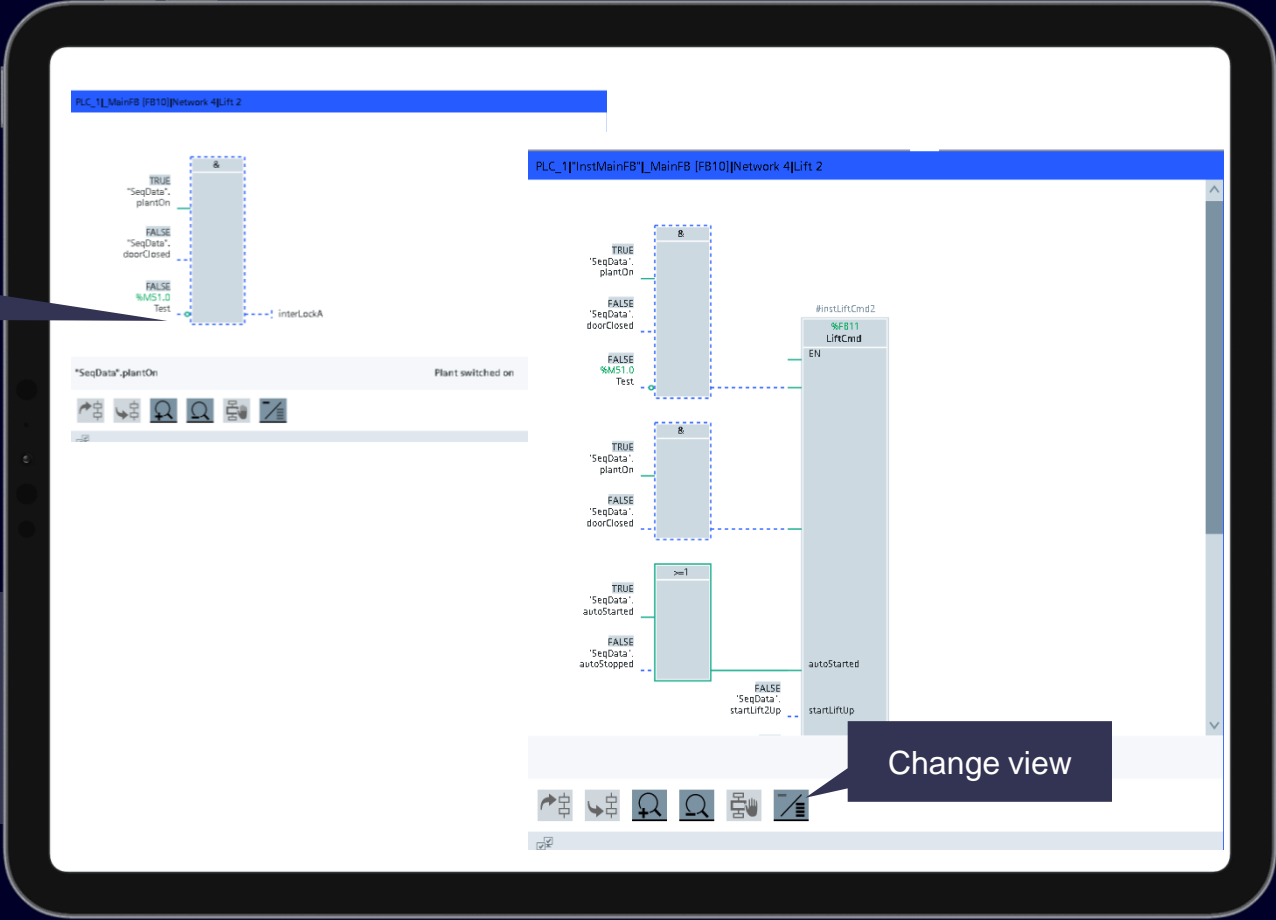 PLC_1|_MainFB [FB10]|Network 4|Lift 2
&
TRUE
"SeqData".
plantOn
FALSE
"SeqData".
doorClosed
FALSE
%M51.0
Test
interLockA
"SeqData".plantOn Plant switched on
PLC_1|"InstMainFB"|_MainFB [FB10]|Network 4|Lift 2
&
TRUE
"SeqData".
plantOn
FALSE
"SeqData".
doorClosed
FALSE
%M51.0
Test
&
TRUE
"SeqData".
plantOn
FALSE
"SeqData".
doorClosed
>=1
TRUE
"SeqData".
autoStarted
FALSE
"SeqData".
autoStopped
FALSE
"SeqData".
startLift2Up
#instLiftCmd2
%FB11
LiftCmd
EN
autoStarted
startLiftUp
Change view